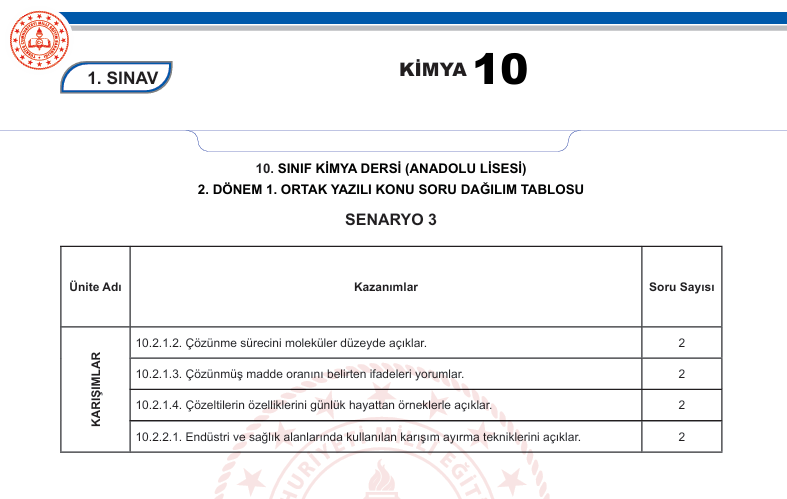 1. SINAV
KİMYA 10
10. SINIF KİMYA DERSİ (ANADOLU LİSESİ)
2. DÖNEM 1. ORTAK YAZILI KONU SORU DAĞILIM TABLOSU
SENARYO 3
Ünite Adı
Kazanımlar
Soru Sayısı
KARIŞIMLAR
10.2.1.2. Çözünme sürecini moleküler düzeyde açıklar.
2
10.2.1.3. Çözünmüş madde oranını belirten ifadeleri yorumlar.
2
10.2.1.4. Çözeltilerin özelliklerini günlük hayattan örneklerle açıklar.
2
10.2.2.1. Endüstri ve sağlık alanlarında kullanılan karışım ayırma tekniklerini açıklar.
2